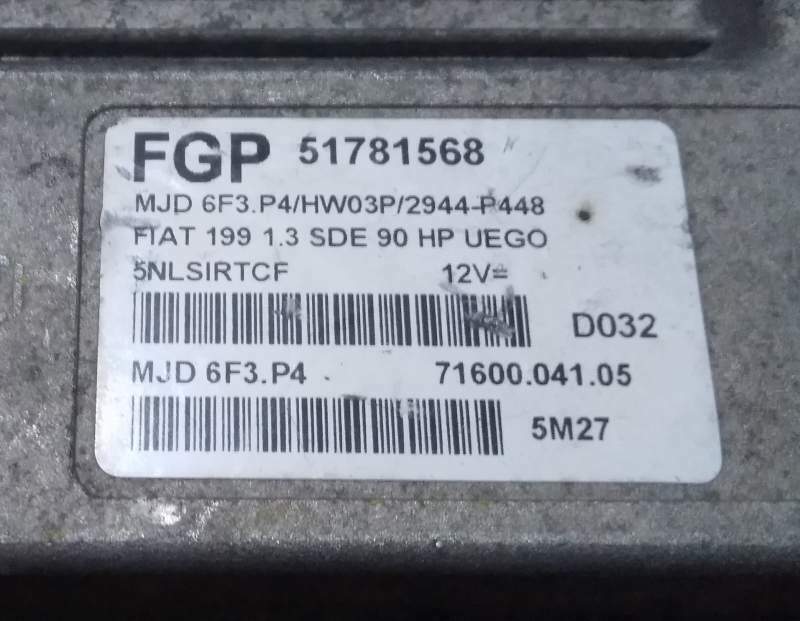 FGP 51781568
MJD 6F3.P4/HW03P/2944-P448
FIAT 199 1.3 SDE 90 HP UEGO
5NLSIRTCF 12V=
D032
MJD 6F3.P4 71600.041.05
5M27